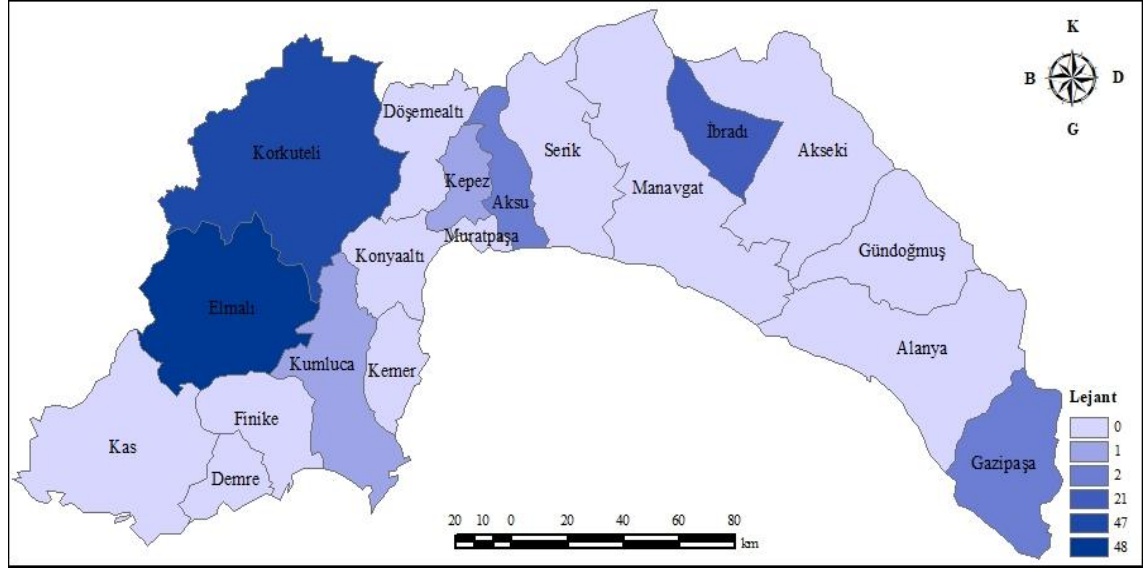 K
B
D
G
Döşemealtı
Korkuteli
İbradı
Akseki
Serik
Kepez
Manavgat
Aksu
Muratpaşa
Konyaaltı
Gündoğmuş
Elmalı
Alanya
Kumluca
Kemer
Finike
Kas
Demre
Gazipaşa
Lejant
0
1
2
21
47
48
20 10 0 20 40 60 80
km